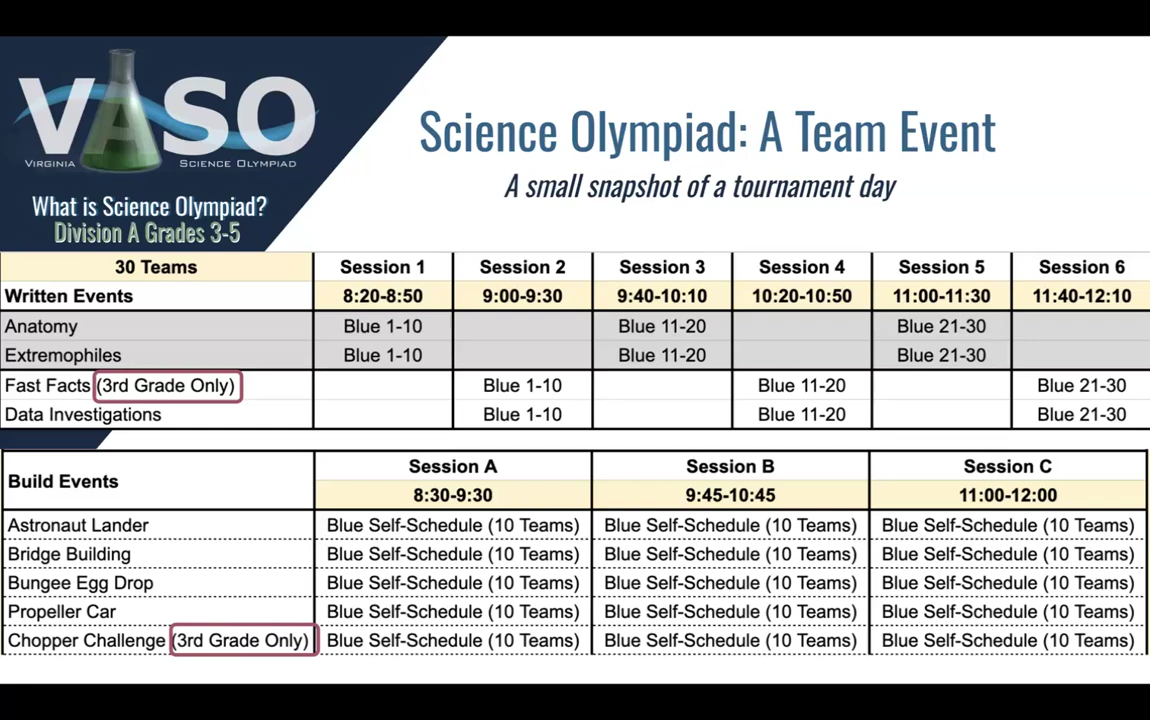 VASO
VIRGINIA SCIENCE OLYMPIAD
What is Science Olympiad?
Division A Grades 3-5
Science Olympiad: A Team Event
A small snapshot of a tournament day
30 Teams Session 1 Session 2 Session 3 Session 4 Session 5 Session 6
Written Events 8:20-8:50 9:00-9:30 9:40-10:10 10:20-10:50 11:00-11:30 11:40-12:10
Anatomy Blue 1-10 Blue 11-20 Blue 21-30
Extremophiles Blue 1-10 Blue 11-20 Blue 21-30
Fast Facts (3rd Grade Only) Blue 1-10 Blue 11-20 Blue 21-30
Data Investigations Blue 1-10 Blue 11-20 Blue 21-30
Build Events Session A Session B Session C
8:30-9:30 9:45-10:45 11:00-12:00
Astronaut Lander Blue Self-Schedule (10 Teams) Blue Self-Schedule (10 Teams) Blue Self-Schedule (10 Teams)
Bridge Building Blue Self-Schedule (10 Teams) Blue Self-Schedule (10 Teams) Blue Self-Schedule (10 Teams)
Bungee Egg Drop Blue Self-Schedule (10 Teams) Blue Self-Schedule (10 Teams) Blue Self-Schedule (10 Teams)
Propeller Car Blue Self-Schedule (10 Teams) Blue Self-Schedule (10 Teams) Blue Self-Schedule (10 Teams)
Chopper Challenge (3rd Grade Only) Blue Self-Schedule (10 Teams) Blue Self-Schedule (10 Teams) Blue Self-Schedule (10 Teams)